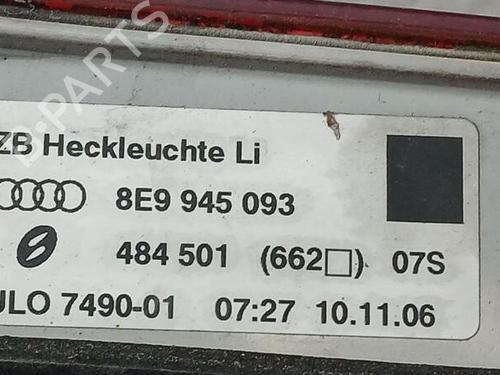 ZB Heckleuchte Li
8E9 945 093
8 484 501 (662□) 07S
ULO 7490-01 07:27 10.11.06
B-PARTS